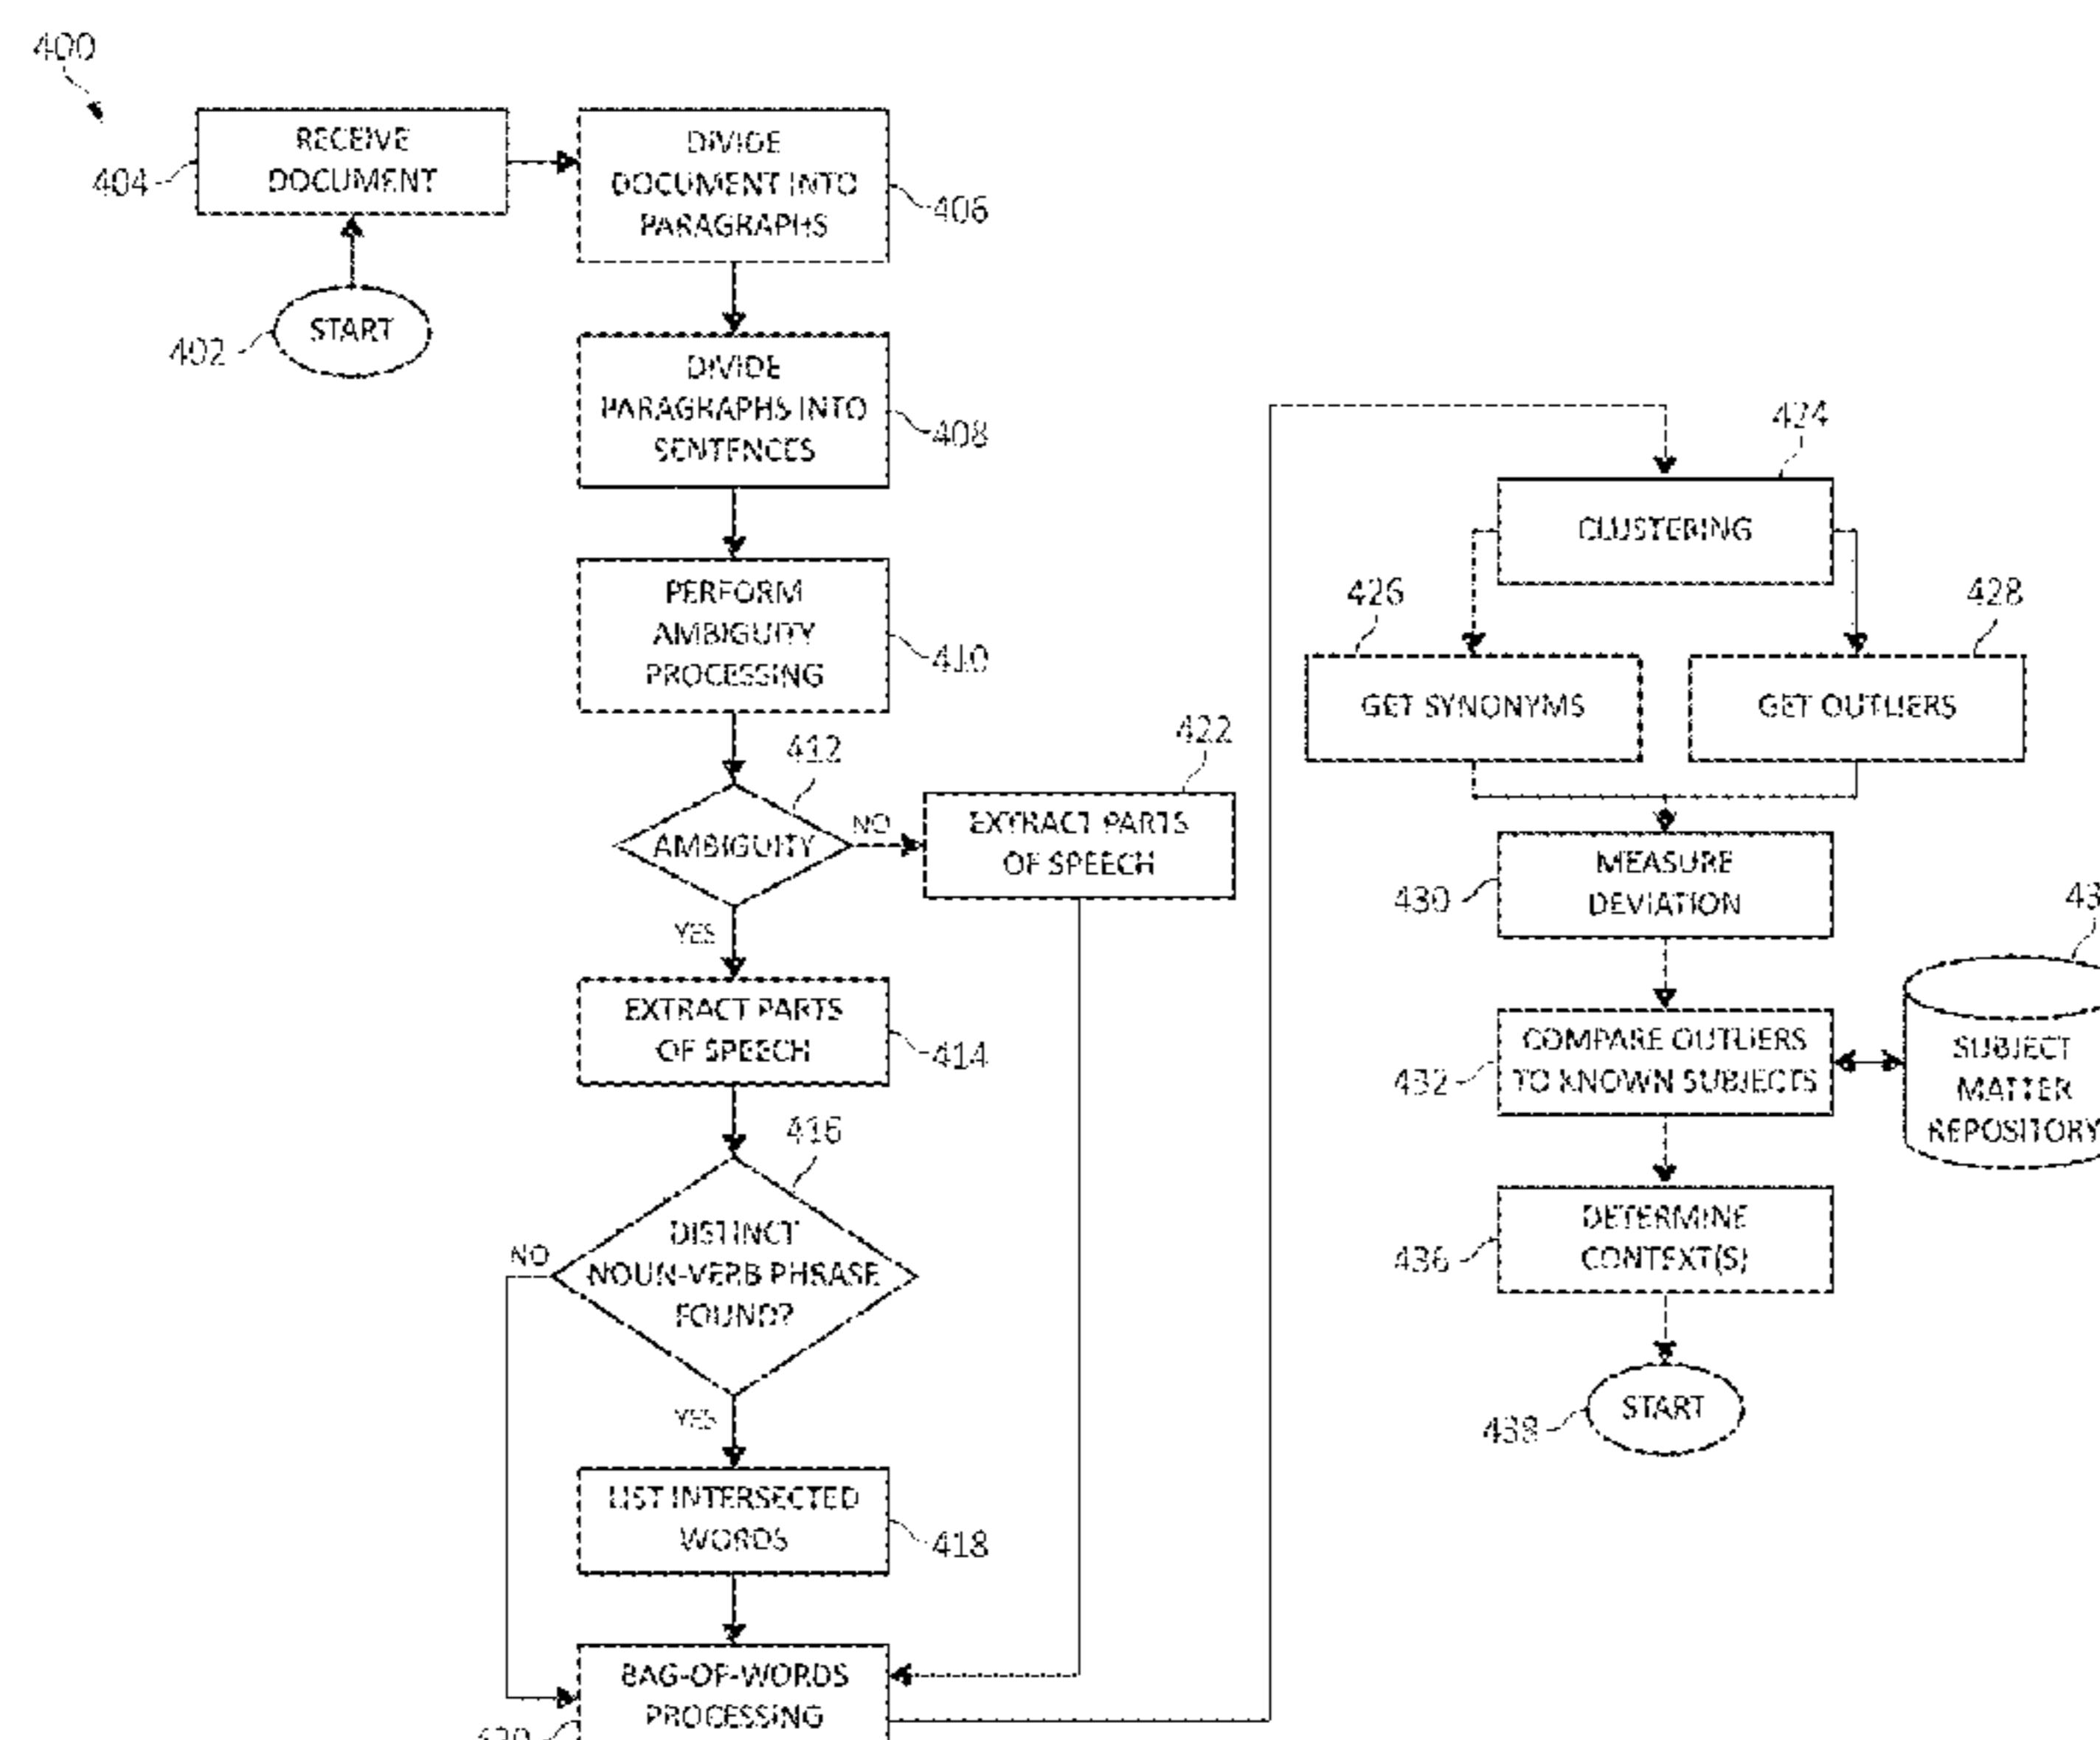 400
RECEIVE
DOCUMENT
404
DIVIDE
DOCUMENT INTO
PARAGRAPHS
406
START
402
DIVIDE
PARAGRAPHS INTO
SENTENCES
408
PERFORM
AMBIGUITY
PROCESSING
410
412
AMBIGUITY
NO
YES
422
EXTRACT PARTS
OF SPEECH
EXTRACT PARTS
OF SPEECH
414
416
DISTINCT
NOUN-VERB PHRASE
FOUND?
NO
YES
LIST INTERSECTED
WORDS
418
BAG-OF-WORDS
PROCESSING
424
CLUSTERING
426
GET SYNONYMS
428
GET OUTLIERS
MEASURE
DEVIATION
430
COMPARE OUTLIERS
TO KNOWN SUBJECTS
432
SUBJECT
MATTER
REPOSITORY
DETERMINE
CONTEXT(S)
436
START
438